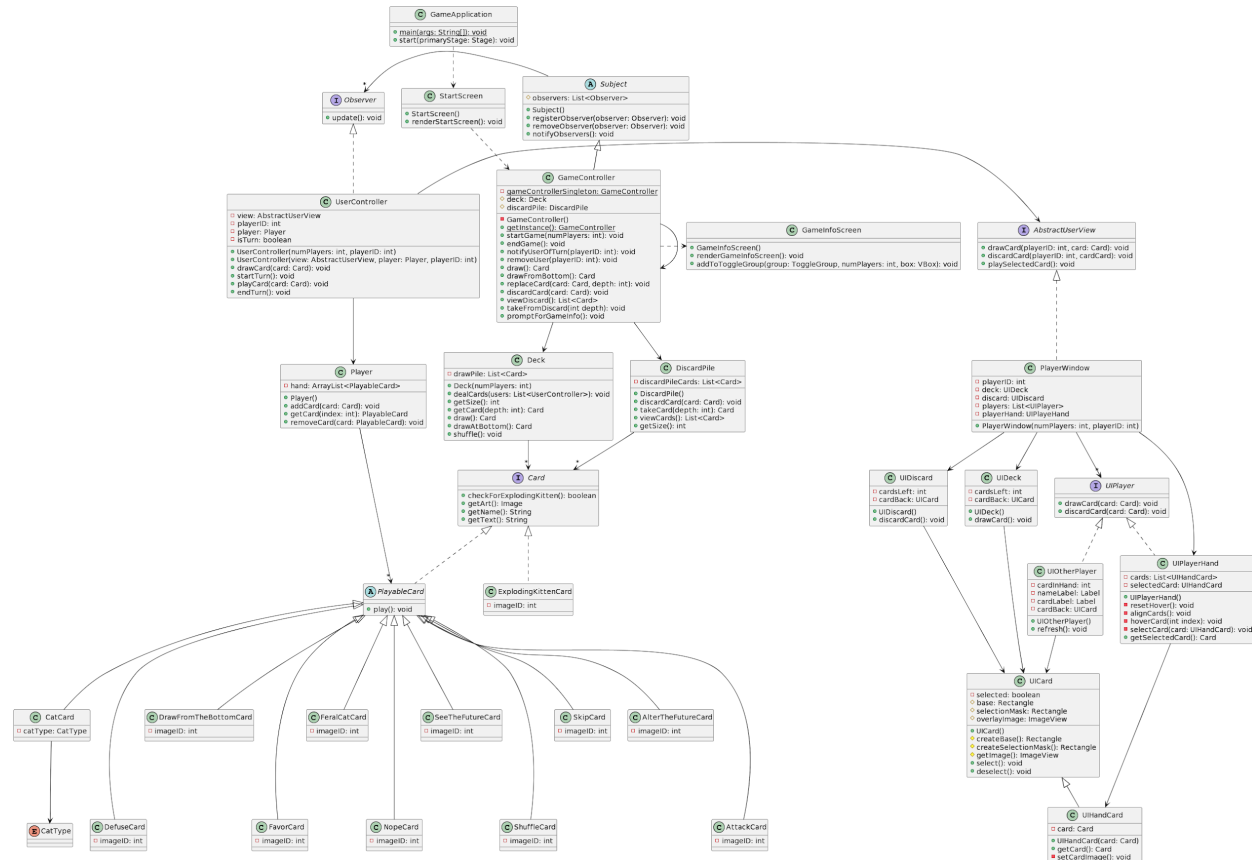 C GameApplication
main(args: String[]): void
start(primaryStage: Stage): void
I Observer
update(): void
C StartScreen
StartScreen()
renderStartScreen(): void
A Subject
observers: List<Observer>
Subject()
registerObserver(observer: Observer): void
removeObserver(observer: Observer): void
notifyObservers(): void
*
C UserController
view: AbstractUserView
playerID: int
player: Player
isTurn: boolean
UserController(numPlayers: int, playerID: int)
UserController(view: AbstractUserView, player: Player, playerID: int)
drawCard(card: Card): void
startTurn(): void
playCard(card: Card): void
endTurn(): void
C GameController
gameControllerSingleton: GameController
deck: Deck
discardPile: DiscardPile
GameController()
getInstance(): GameController
startGame(numPlayers: int): void
endGame(): void
notifyUserOfTurn(playerID: int): void
removeUser(playerID: int): void
draw(): Card
drawFromBottom(): Card
replaceCard(card: Card, depth: int): void
discardCard(card: Card): void
viewDiscard(): List<Card>
takeFromDiscard(int depth): void
promptForGameInfo(): void
C GameInfoScreen
GameInfoScreen()
renderGameInfoScreen(): void
addToToggleGroup(group: ToggleGroup, numPlayers: int, box: VBox): void
I AbstractUserView
drawCard(playerID: int, card: Card): void
discardCard(playerID: int, cardCard): void
playSelectedCard(): void
C Player
hand: ArrayList<PlayableCard>
Player()
addCard(card: Card): void
getCard(index: int): PlayableCard
removeCard(card: PlayableCard): void
C Deck
drawPile: List<Card>
Deck(numPlayers: int)
dealCards(users: List<UserController>): void
getSize(): int
getCard(depth: int): Card
draw(): Card
drawAtBottom(): Card
shuffle(): void
C DiscardPile
discardPileCards: List<Card>
DiscardPile()
discardCard(card: Card): void
takeCard(depth: int): Card
viewCards(): List<Card>
getSize(): int
C PlayerWindow
playerID: int
deck: UIDeck
discard: UIDiscard
players: List<UIPlayer>
playerHand: UIPlayeHand
PlayerWindow(numPlayers: int, playerID: int)
*
*
*
I Card
checkForExplodingKitten(): boolean
getArt(): Image
getName(): String
getText(): String
C UIDiscard
cardsLeft: int
cardBack: UICard
UIDiscard()
discardCard(): void
C UIDeck
cardsLeft: int
cardBack: UICard
UIDeck()
drawCard(): void
I UIPlayer
drawCard(card: Card): void
discardCard(card: Card): void
*
A PlayableCard
play(): void
C ExplodingKittenCard
imageID: int
C UIOtherPlayer
cardInHand: int
nameLabel: Label
cardLabel: Label
cardBack: UICard
UIOtherPlayer()
refresh(): void
C UIPlayerHand
cards: List<UIHandCard>
selectedCard: UIHandCard
UIPlayerHand()
resetHover(): void
alignCards(): void
hoverCard(int index): void
selectCard(card: UIHandCard): void
getSelectedCard(): Card
C CatCard
catType: CatType
C DrawFromTheBottomCard
imageID: int
C FeralCatCard
imageID: int
C SeeTheFutureCard
imageID: int
C SkipCard
imageID: int
C AlterTheFutureCard
imageID: int
C UICard
selected: boolean
base: Rectangle
selectionMask: Rectangle
overlayImage: ImageView
UICard()
createBase(): Rectangle
createSelectionMask(): Rectangle
getImage(): ImageView
select(): void
deselect(): void
E CatType
C DefuseCard
imageID: int
C FavorCard
imageID: int
C NopeCard
imageID: int
C ShuffleCard
imageID: int
C AttackCard
imageID: int
C UIHandCard
card: Card
UIHandCard(card: Card)
getCard(): Card
setCardImage(): void